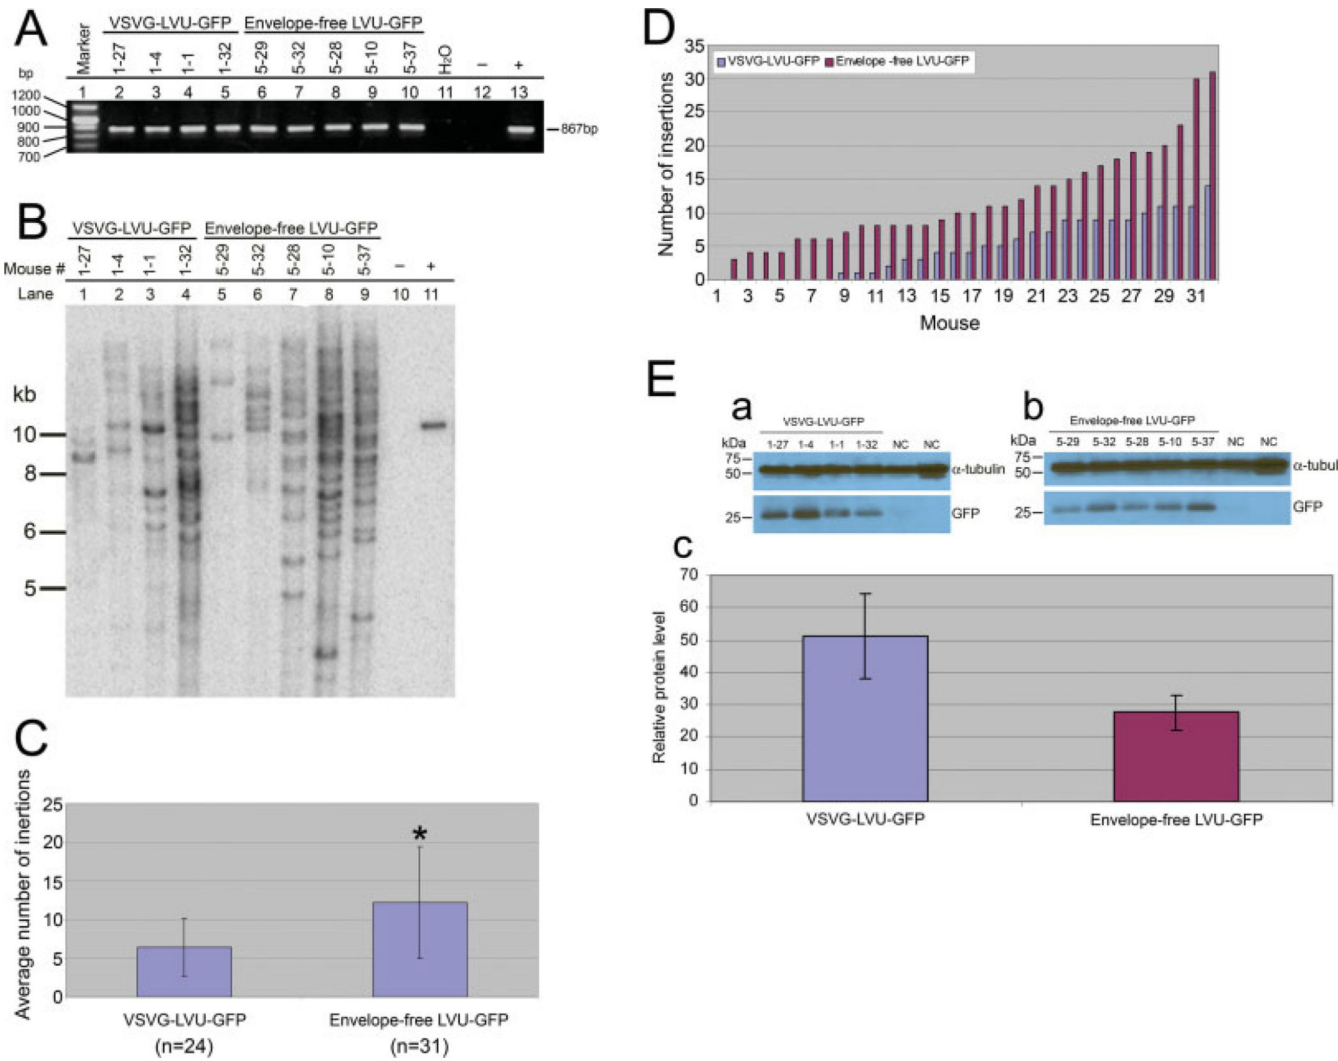 A
VSVG-LVU-GFP Envelope-free LVU-GFP
bp Marker 1-27 1-4 1-1 1-32 5-29 5-32 5-28 5-10 5-37 H2O – +
1 2 3 4 5 6 7 8 9 10 11 12 13
1200
1000
900
800
700
867bp
B
VSVG-LVU-GFP Envelope-free LVU-GFP
Mouse # 1-27 1-4 1-1 1-32 5-29 5-32 5-28 5-10 5-37 – +
Lane 1 2 3 4 5 6 7 8 9 10 11
kb
10
8
6
5
C
Average number of inertions
25
20
15
10
5
0
*
VSVG-LVU-GFP Envelope-free LVU-GFP
(n=24) (n=31)
D
Number of insertions
VSVG-LVU-GFP Envelope -free LVU-GFP
35
30
25
20
15
10
5
0
1 3 5 7 9 11 13 15 17 19 21 23 25 27 29 31
Mouse
E
a
VSVG-LVU-GFP
kDa 1-27 1-4 1-1 1-32 NC NC
75
50
α-tubulin
25
GFP
b
Envelope-free LVU-GFP
kDa 5-29 5-32 5-28 5-10 5-37 NC NC
75
50
α-tubul
25
GFP
c
Relative protein level
70
60
50
40
30
20
10
0
VSVG-LVU-GFP Envelope-free LVU-GFP